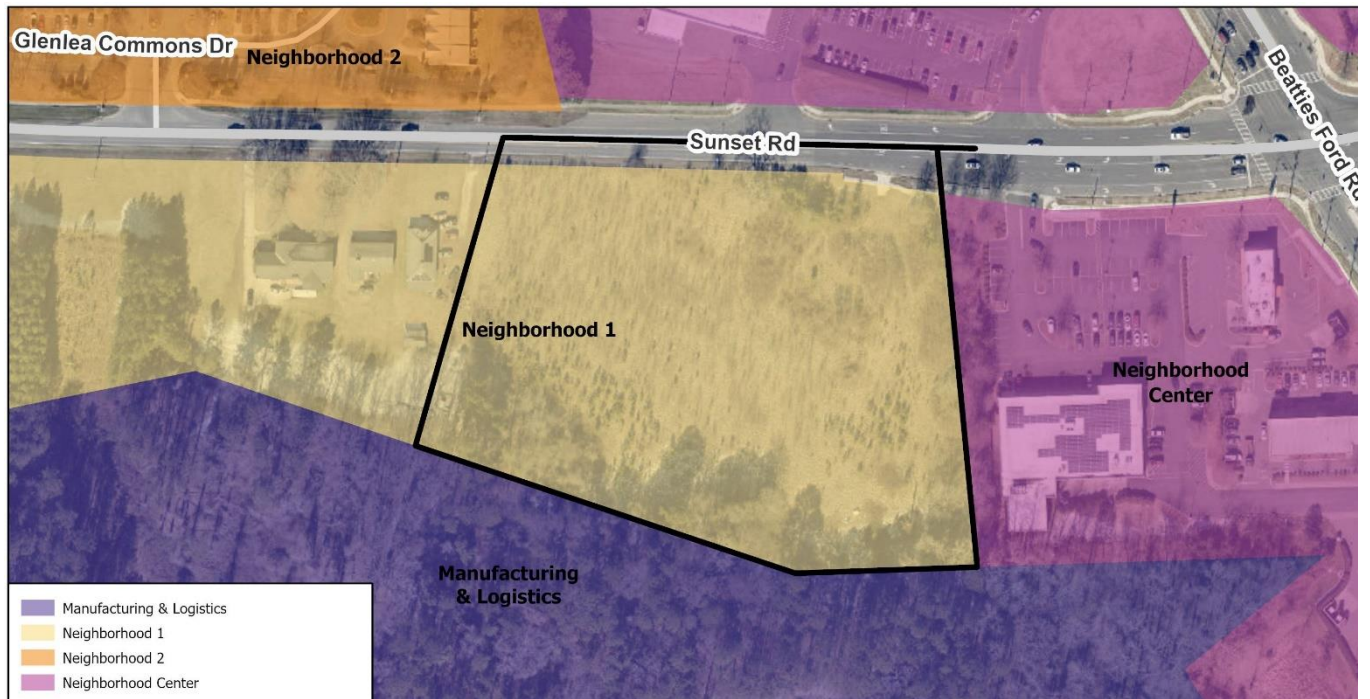 Glenlea Commons Dr
Neighborhood 2
Sunset Rd
Beatties Ford Rd
Neighborhood 1
Neighborhood
Center
Manufacturing
& Logistics
Manufacturing & Logistics
Neighborhood 1
Neighborhood 2
Neighborhood Center